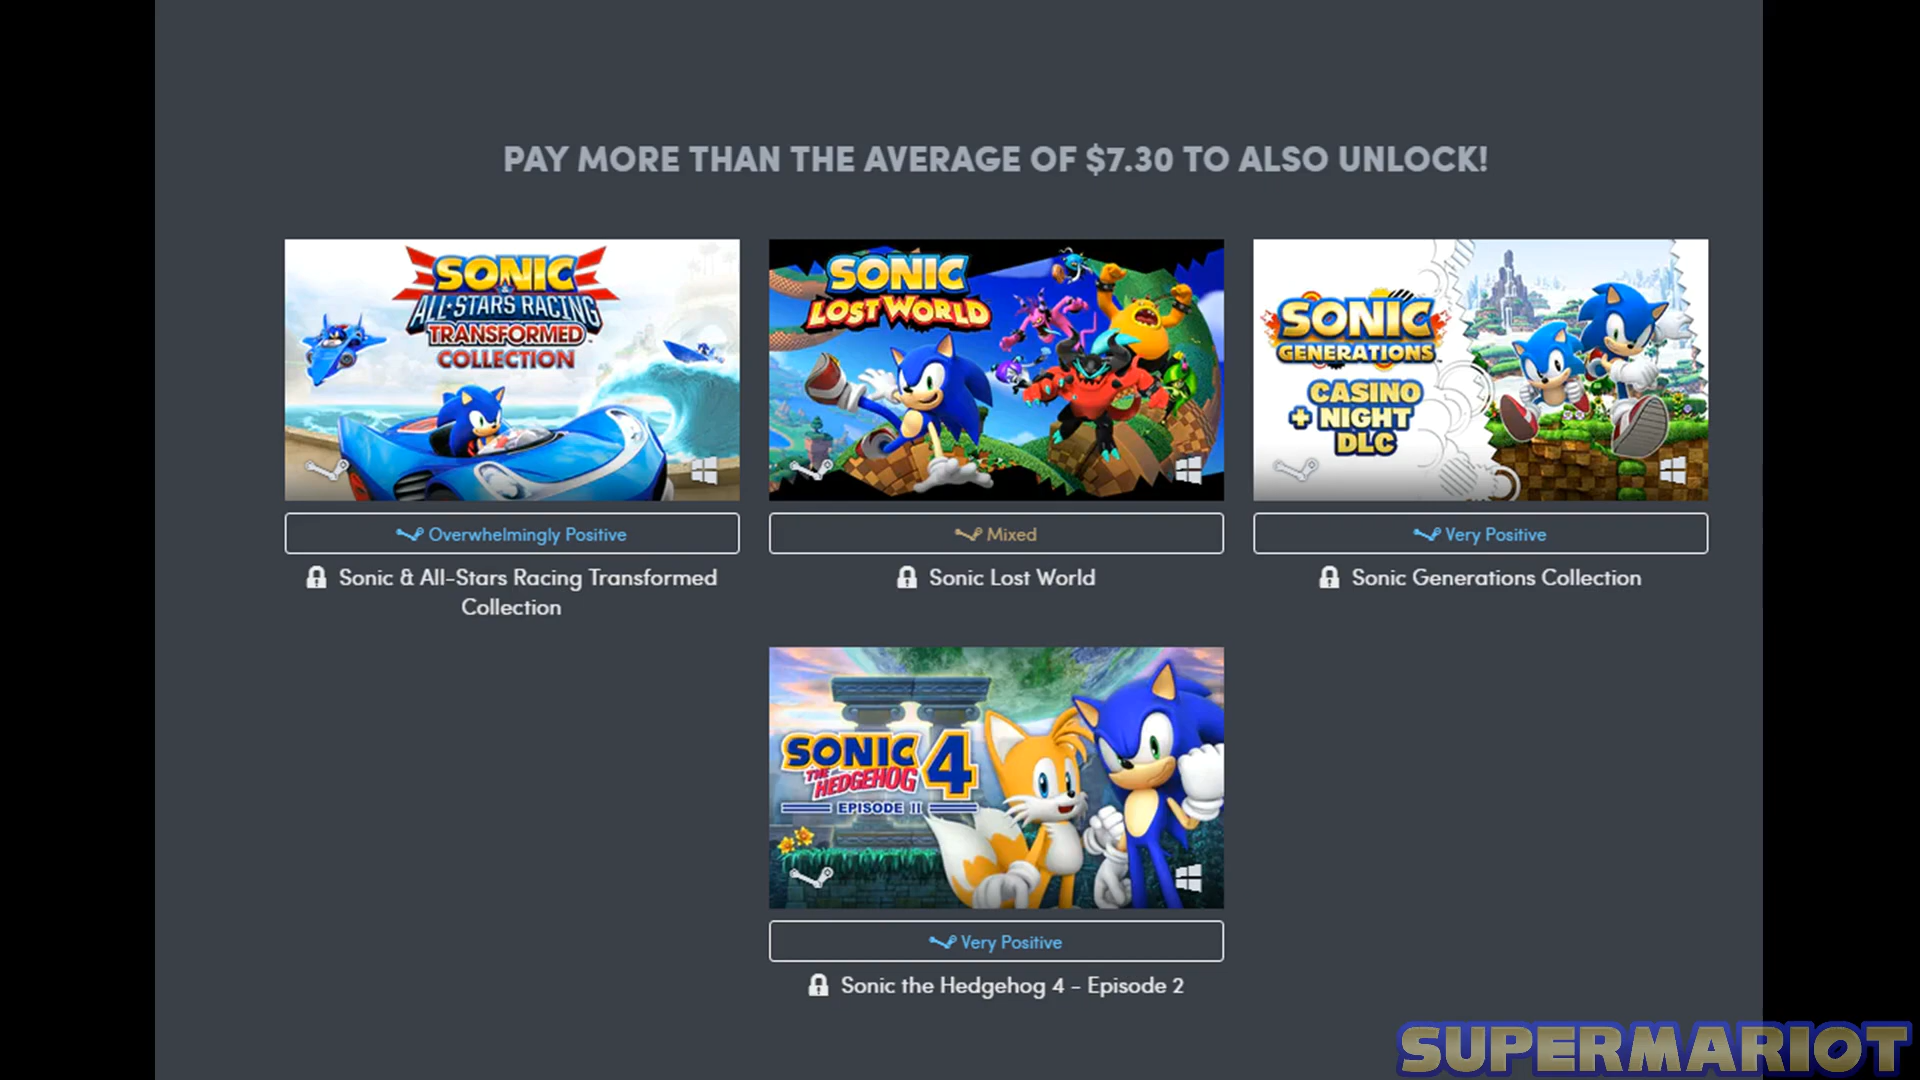 PAY MORE THAN THE AVERAGE OF $7.30 TO ALSO UNLOCK!
SONIC
ALL-STARS RACING
TRANSFORMED™
COLLECTION
SONIC
LOST WORLD
SONIC
GENERATIONS
CASINO
+ NIGHT
DLC
Overwhelmingly Positive
Mixed
Very Positive
Sonic & All-Stars Racing Transformed
Collection
Sonic Lost World
Sonic Generations Collection
SONIC
THE
HEDGEHOG
4
EPISODE II
Very Positive
Sonic the Hedgehog 4 - Episode 2
SUPERMARIOT